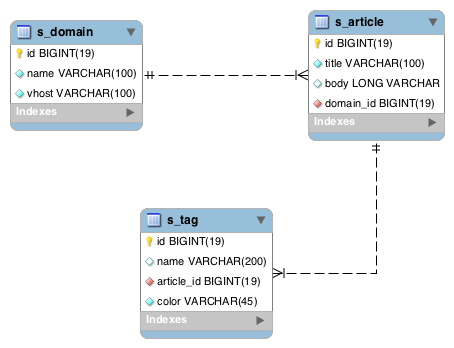 s_domain
id BIGINT(19)
name VARCHAR(100)
vhost VARCHAR(100)
Indexes
s_article
id BIGINT(19)
title VARCHAR(100)
body LONG VARCHAR
domain_id BIGINT(19)
Indexes
s_tag
id BIGINT(19)
name VARCHAR(200)
article_id BIGINT(19)
color VARCHAR(45)
Indexes